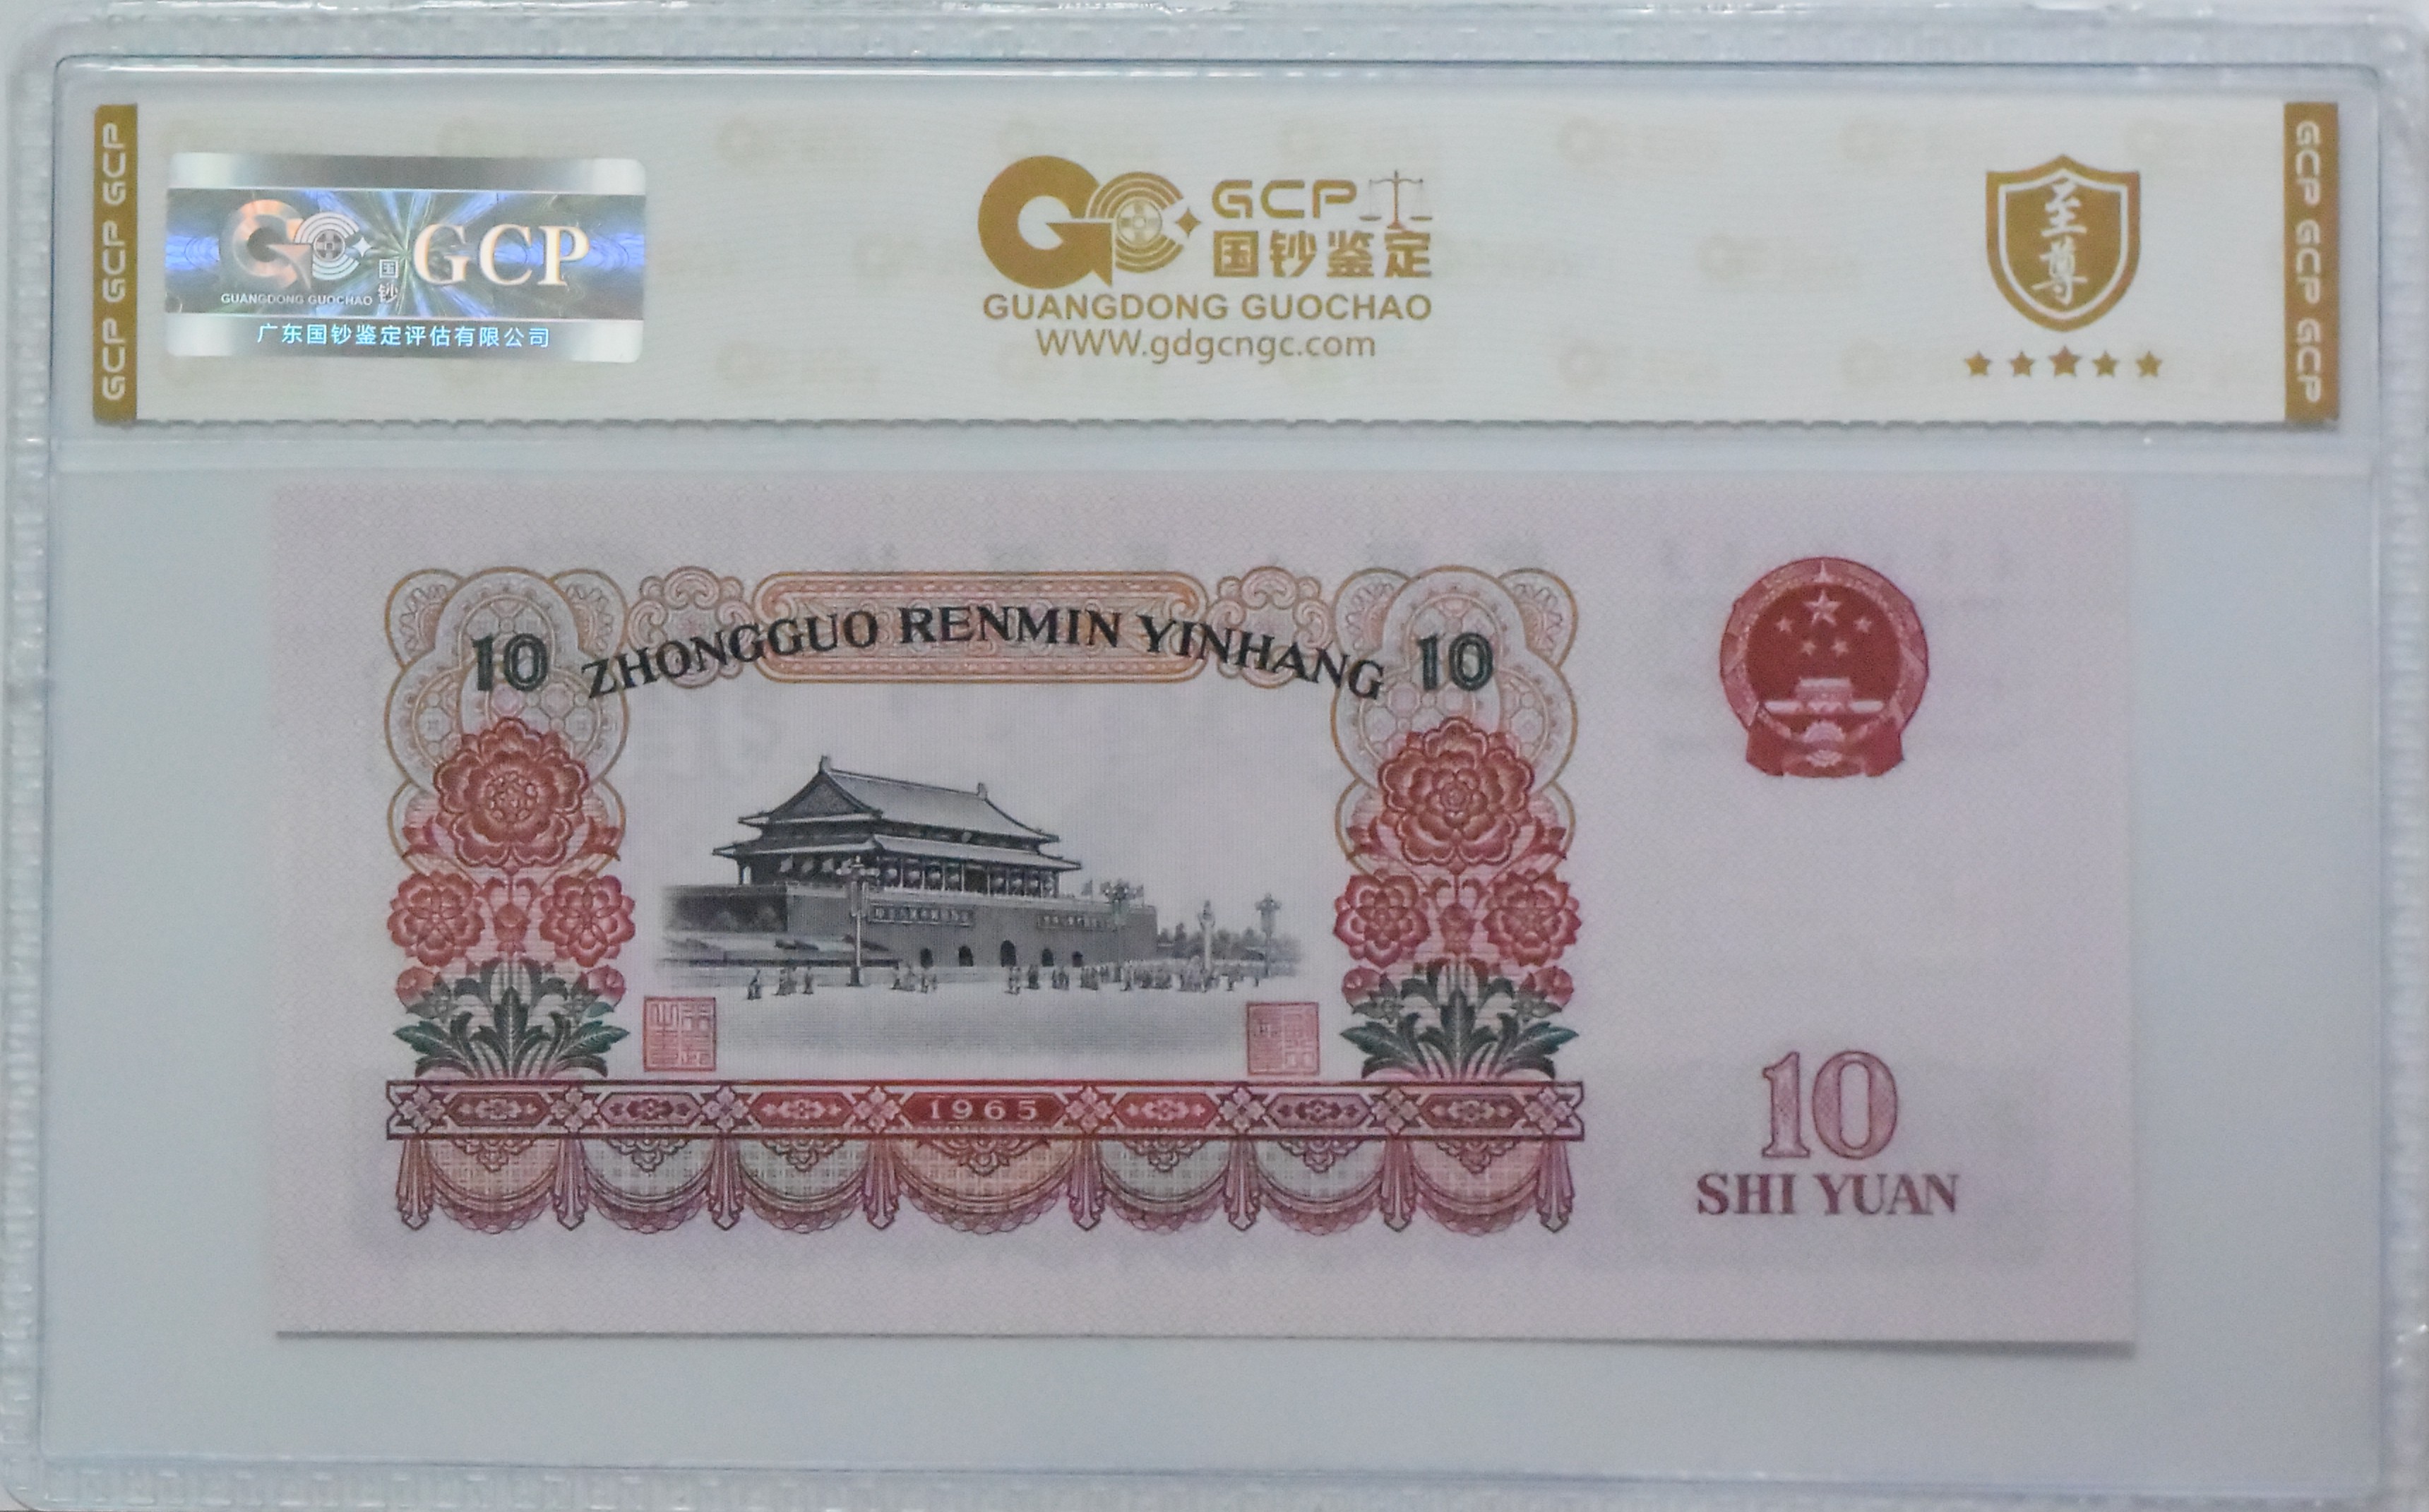 GCP GCP GCP
GCP
国钞
GUANGDONG GUOCHAO
广东国钞鉴定评估有限公司
GCP
国钞鉴定
GUANGDONG GUOCHAO
WWW.gdgcngc.com
至尊
GCP GCP GCP
10 ZHONGGUO RENMIN YINHANG 10
1965
10
SHI YUAN